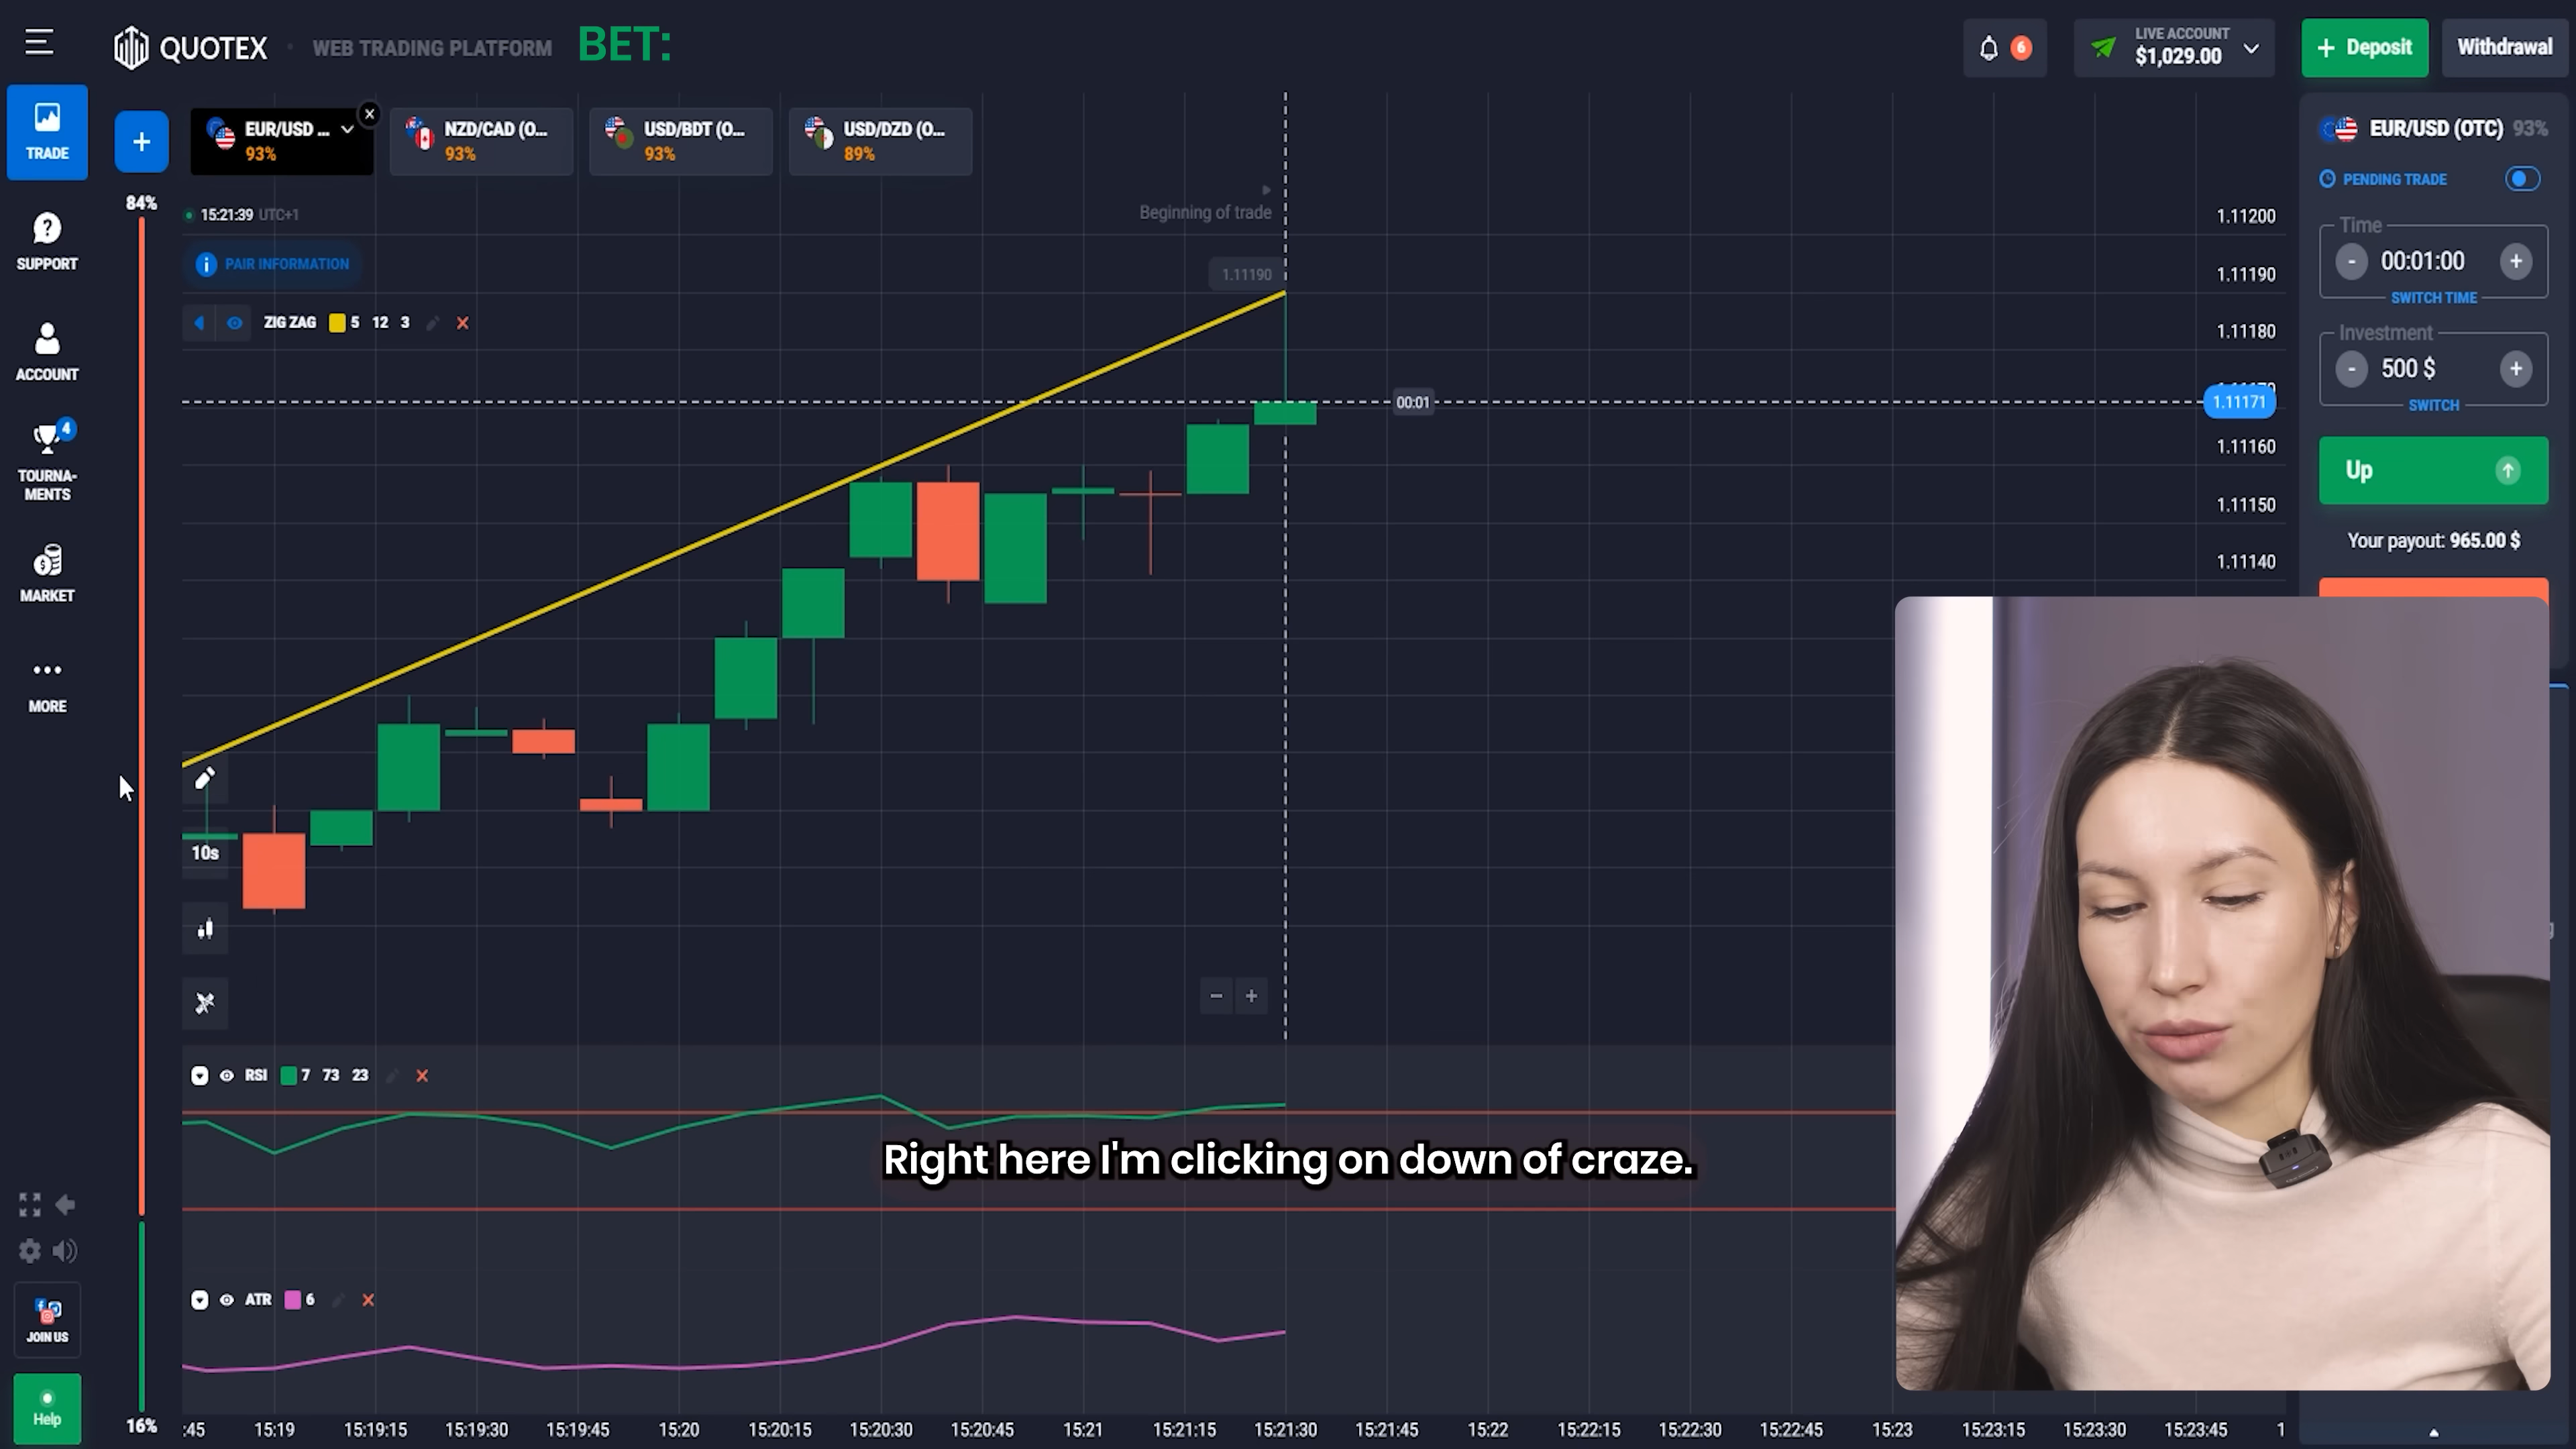 QUOTEX
WEB TRADING PLATFORM
BET:
6
LIVE ACCOUNT
$1,029.00
+ Deposit
Withdrawal
TRADE
SUPPORT
ACCOUNT
4
TOURNA-
MENTS
MARKET
MORE
JOIN US
Help
+
EUR/USD ...
93%
NZD/CAD (O...
93%
USD/BDT (O...
93%
USD/DZD (O...
89%
84%
16%
15:21:39 UTC+1
PAIR INFORMATION
ZIG ZAG 5 12 3
Beginning of trade
1.11190
00:01
10s
1.11200
1.11190
1.11180
1.11171
1.11160
1.11150
1.11140
EUR/USD (OTC) 93%
PENDING TRADE
Time
- 00:01:00 +
SWITCH TIME
Investment
- 500 $ +
SWITCH
Up
Your payout: 965.00 $
RSI 7 73 23
Right here I'm clicking on down of craze.
ATR 6
:45 15:19 15:19:15 15:19:30 15:19:45 15:20 15:20:15 15:20:30 15:20:45 15:21 15:21:15 15:21:30 15:21:45 15:22 15:22:15 15:22:30 15:22:45 15:23 15:23:15 15:23:30 15:23:45 1